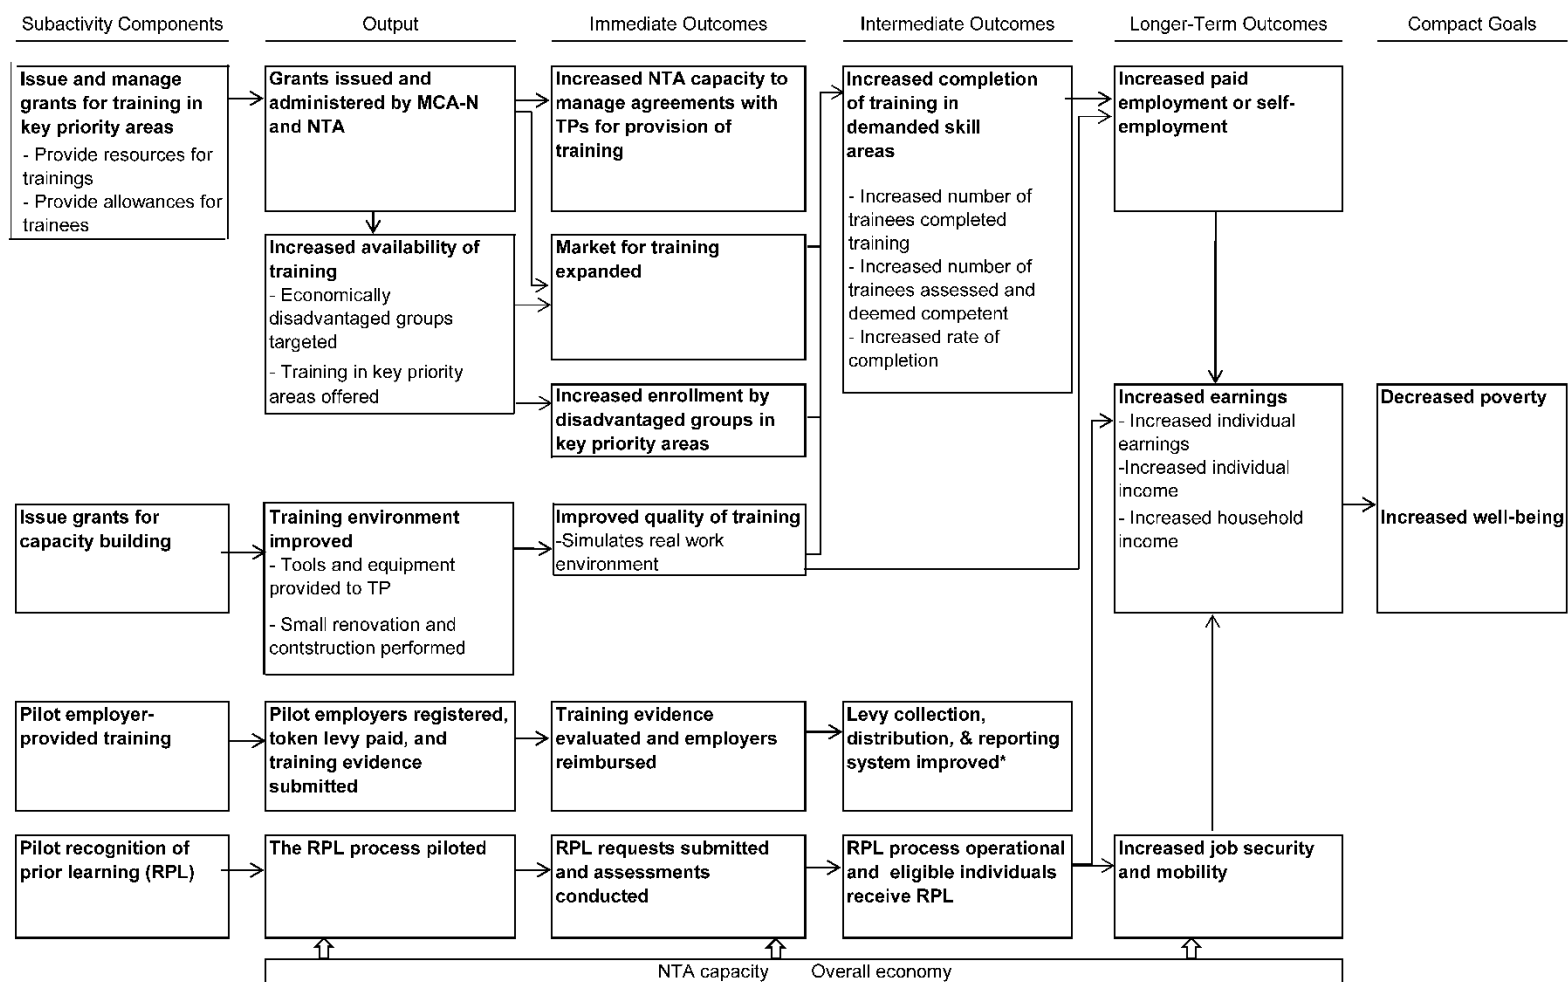 Subactivity Components
Output
Immediate Outcomes
Intermediate Outcomes
Longer-Term Outcomes
Compact Goals
Issue and manage
grants for training in
key priority areas
- Provide resources for
trainings
- Provide allowances for
trainees
Grants issued and
administered by MCA-N
and NTA
Increased NTA capacity to
manage agreements with
TPs for provision of
training
Increased completion
of training in
demanded skill
areas
- Increased number of
trainees completed
training
- Increased number of
trainees assessed and
deemed competent
- Increased rate of
completion
Increased paid
employment or self-
employment
Increased availability of
training
- Economically
disadvantaged groups
targeted
- Training in key priority
areas offered
Market for training
expanded
Increased enrollment by
disadvantaged groups in
key priority areas
Increased earnings
- Increased individual
earnings
-Increased individual
income
- Increased household
income
Decreased poverty
Increased well-being
Issue grants for
capacity building
Training environment
improved
- Tools and equipment
provided to TP
- Small renovation and
contstruction performed
Improved quality of training
-Simulates real work
environment
Pilot employer-
provided training
Pilot employers registered,
token levy paid, and
training evidence
submitted
Training evidence
evaluated and employers
reimbursed
Levy collection,
distribution, & reporting
system improved*
Pilot recognition of
prior learning (RPL)
The RPL process piloted
RPL requests submitted
and assessments
conducted
RPL process operational
and eligible individuals
receive RPL
Increased job security
and mobility
NTA capacity Overall economy